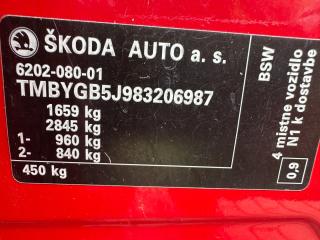 ŠKODA AUTO a. s.
6202-080-01
TMBYGB5J983206987
1659 kg
2845 kg
1- 960 kg
2- 840 kg
450 kg
BSW
4 mistne vozidlo
N1 k dostavbe
0,9